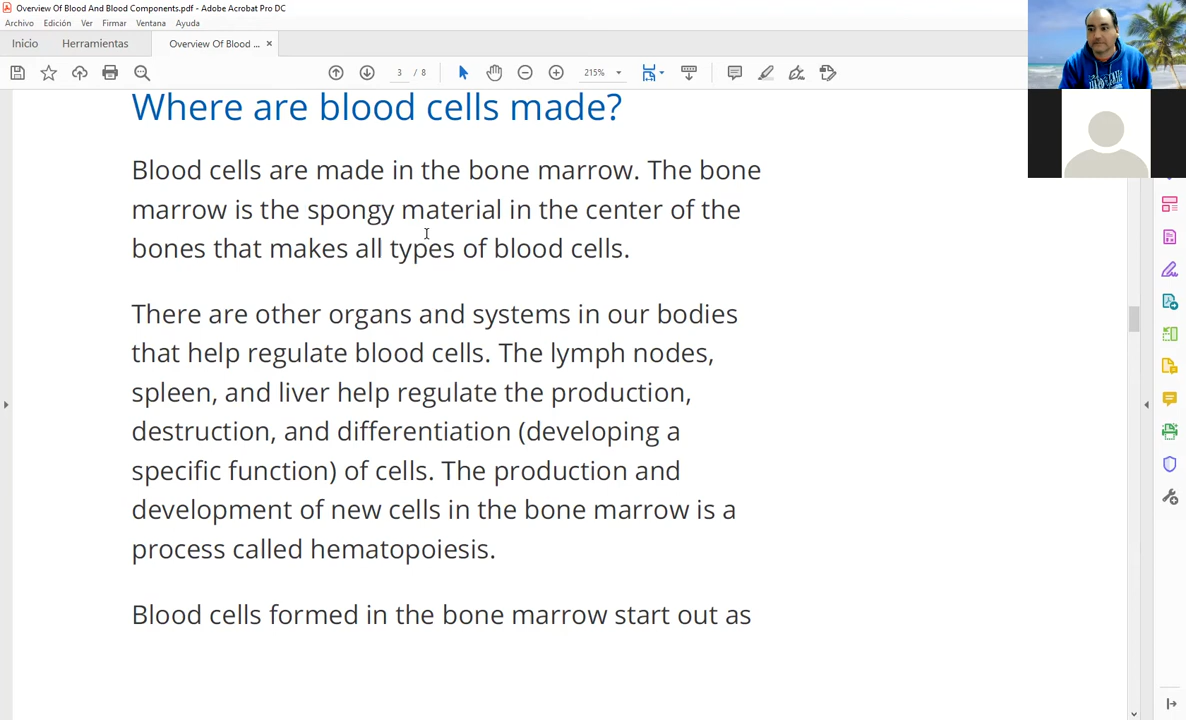 Overview Of Blood And Blood Components.pdf - Adobe Acrobat Pro DC
Archivo Edición Ver Firmar Ventana Ayuda
Inicio Herramientas Overview Of Blood ... ×
3 / 8 215%
Where are blood cells made?
Blood cells are made in the bone marrow. The bone
marrow is the spongy material in the center of the
bones that makes all types of blood cells.
There are other organs and systems in our bodies
that help regulate blood cells. The lymph nodes,
spleen, and liver help regulate the production,
destruction, and differentiation (developing a
specific function) of cells. The production and
development of new cells in the bone marrow is a
process called hematopoiesis.
Blood cells formed in the bone marrow start out as